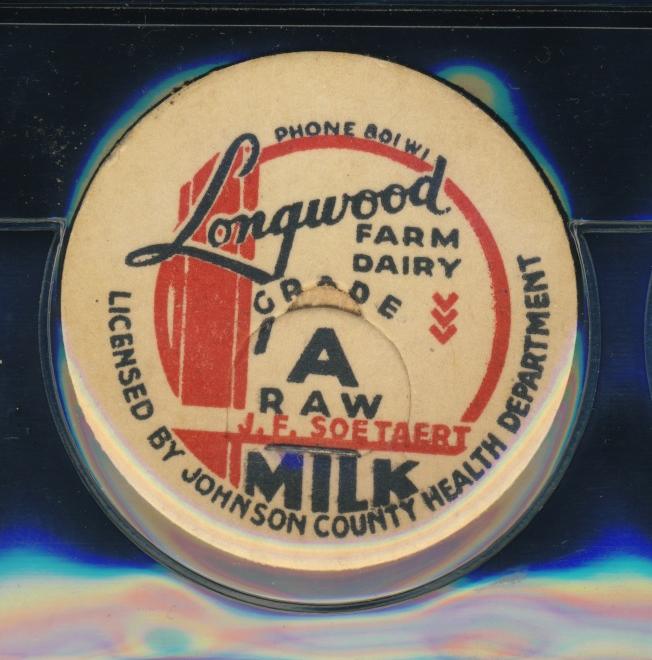 PHONE 801 W1
Longwood
FARM
DAIRY
GRADE
A
RAW
J. F. SOETAERT
MILK
LICENSED BY JOHNSON COUNTY HEALTH DEPARTMENT